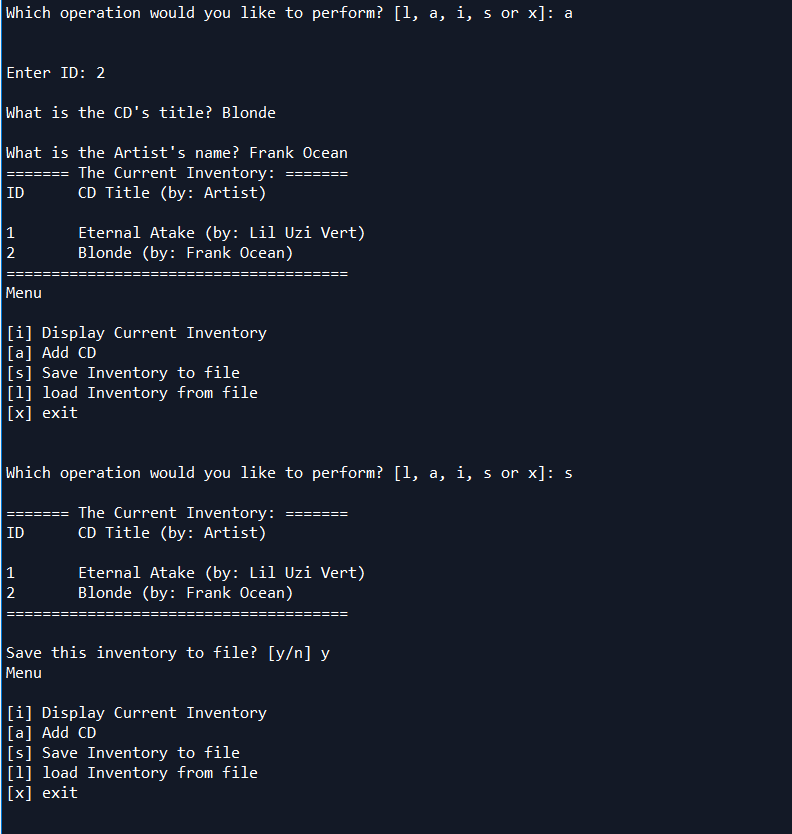 Which operation would you like to perform? [l, a, i, s or x]: a
Enter ID: 2
What is the CD's title? Blonde
What is the Artist's name? Frank Ocean
======= The Current Inventory: =======
ID      CD Title (by: Artist)
1       Eternal Atake (by: Lil Uzi Vert)
2       Blonde (by: Frank Ocean)
======================================
Menu
[i] Display Current Inventory
[a] Add CD
[s] Save Inventory to file
[l] load Inventory from file
[x] exit
Which operation would you like to perform? [l, a, i, s or x]: s
======= The Current Inventory: =======
ID      CD Title (by: Artist)
1       Eternal Atake (by: Lil Uzi Vert)
2       Blonde (by: Frank Ocean)
======================================
Save this inventory to file? [y/n] y
Menu
[i] Display Current Inventory
[a] Add CD
[s] Save Inventory to file
[l] load Inventory from file
[x] exit